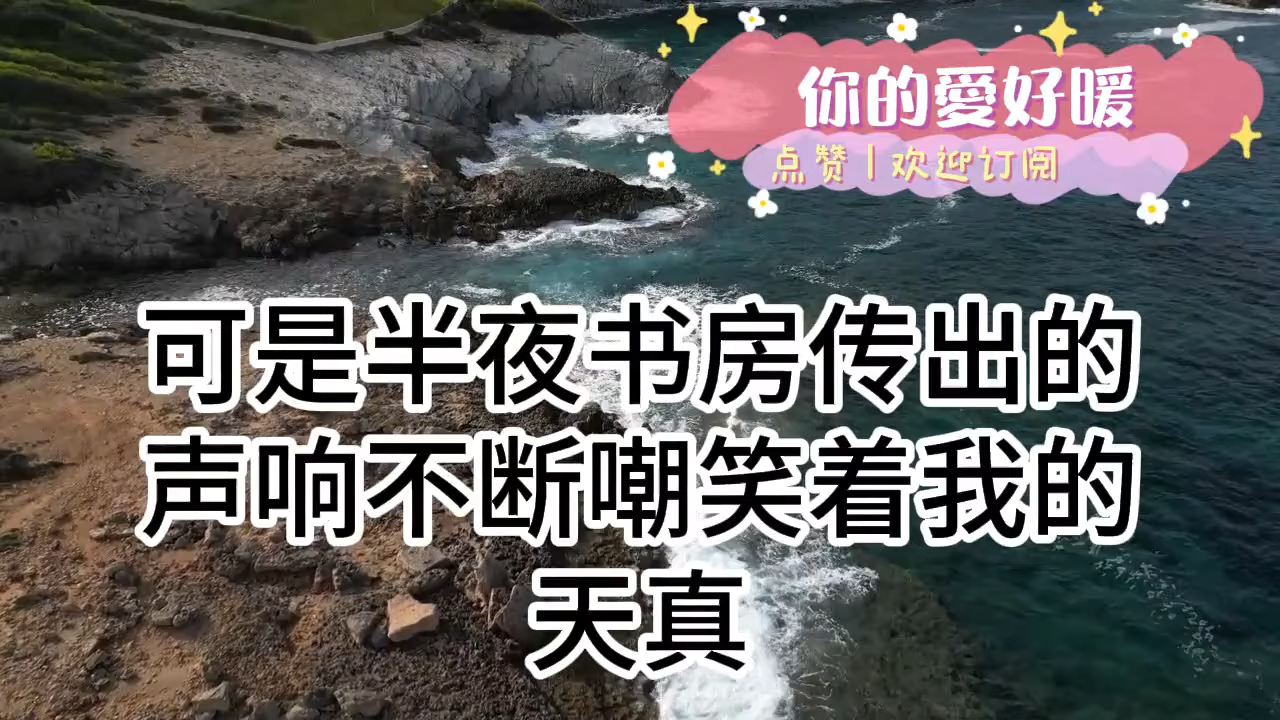 你的愛好暖
点赞 | 欢迎订阅
可是半夜书房传出的
声响不断嘲笑着我的
天真